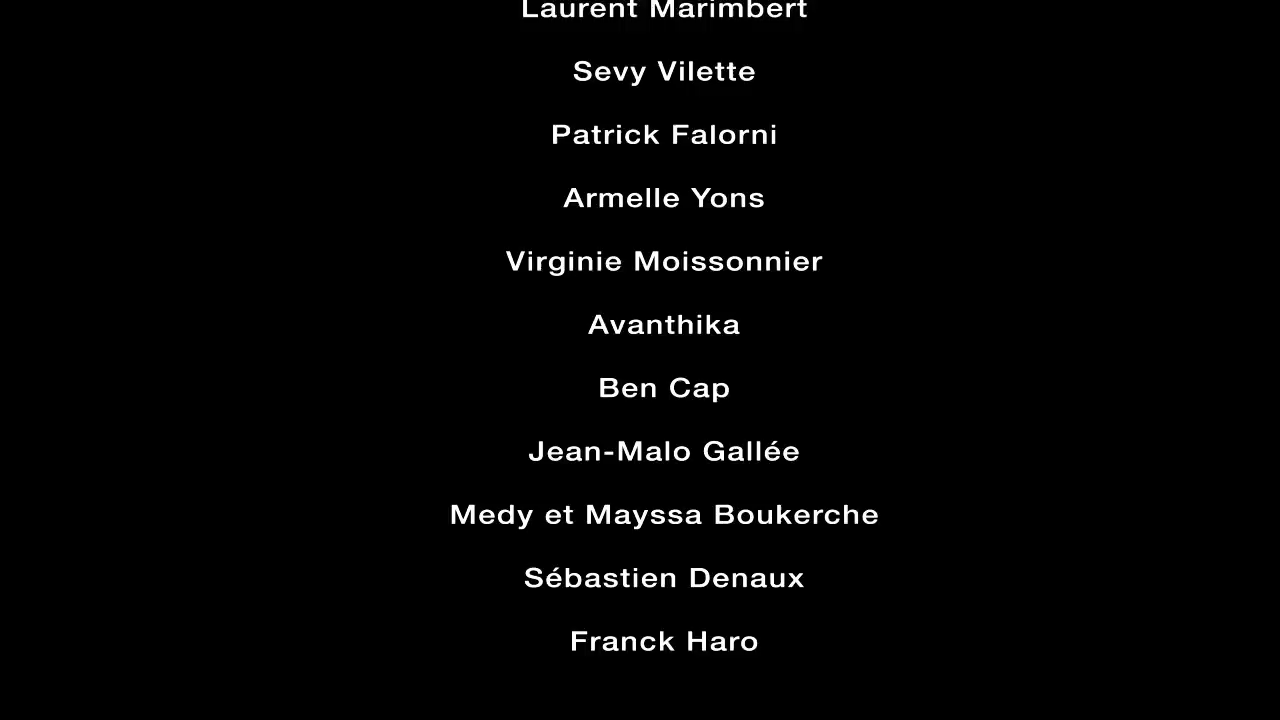 Laurent Marimbert
Sevy Vilette
Patrick Falorni
Armelle Yons
Virginie Moissonnier
Avanthika
Ben Cap
Jean-Malo Gallée
Medy et Mayssa Boukerche
Sébastien Denaux
Franck Haro